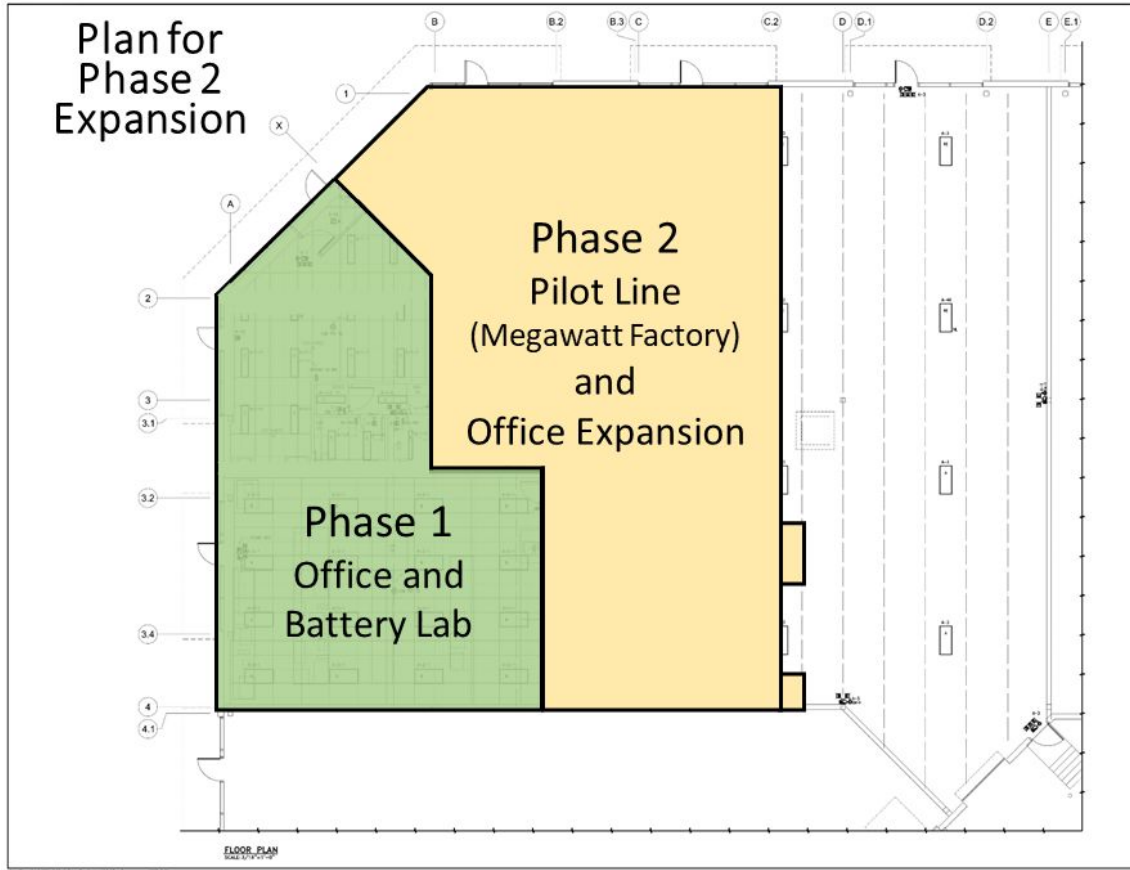 Plan for
Phase 2
Expansion
B
B.2
B.3
C
C.2
D
D.1
D.2
E
E.1
1
X
A
2
3
3.1
3.2
3.4
4
4.1
Phase 2
Pilot Line
(Megawatt Factory)
and
Office Expansion
Phase 1
Office and
Battery Lab
FLOOR PLAN